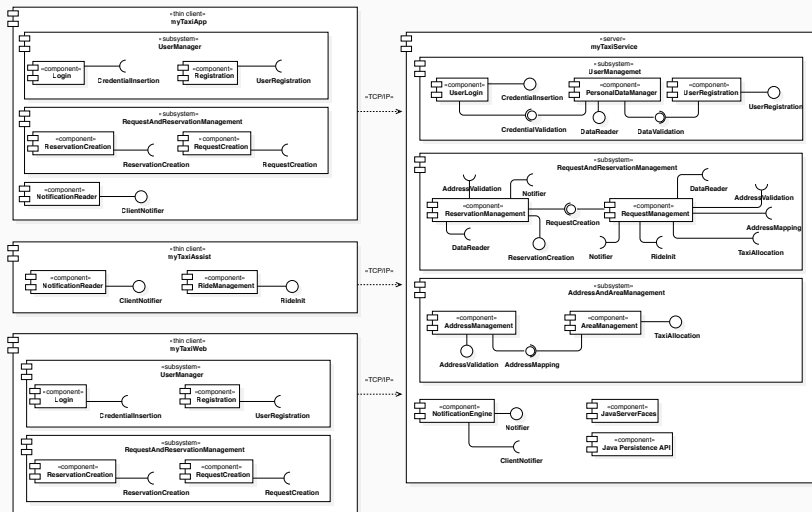 «thin client»
myTaxiApp
«subsystem»
UserManager
«component»
Login
CredentialInsertion
«component»
Registration
UserRegistration
«subsystem»
RequestAndReservationManagement
«component»
ReservationCreation
ReservationCreation
«component»
RequestCreation
RequestCreation
«component»
NotificationReader
ClientNotifier
«thin client»
myTaxiAssist
«component»
NotificationReader
ClientNotifier
«component»
RideManagement
RideInit
«thin client»
myTaxiWeb
«subsystem»
UserManager
«component»
Login
CredentialInsertion
«component»
Registration
UserRegistration
«subsystem»
RequestAndReservationManagement
«component»
ReservationCreation
ReservationCreation
«component»
RequestCreation
RequestCreation
«TCP/IP»
«TCP/IP»
«TCP/IP»
«server»
myTaxiService
«subsystem»
UserManagemet
«component»
UserLogin
CredentialInsertion
«component»
PersonalDataManager
«component»
UserRegistration
UserRegistration
CredentialValidation
DataReader
DataValidation
«subsystem»
RequestAndReservationManagement
AddressValidation
Notifier
DataReader
AddressValidation
«component»
ReservationManagement
RequestCreation
«component»
RequestManagement
AddressMapping
DataReader
ReservationCreation
Notifier
RideInit
TaxiAllocation
«subsystem»
AddressAndAreaManagement
«component»
AddressManagement
«component»
AreaManagement
TaxiAllocation
AddressValidation
AddressMapping
«component»
NotificationEngine
Notifier
ClientNotifier
«component»
JavaServerFaces
«component»
Java Persistence API